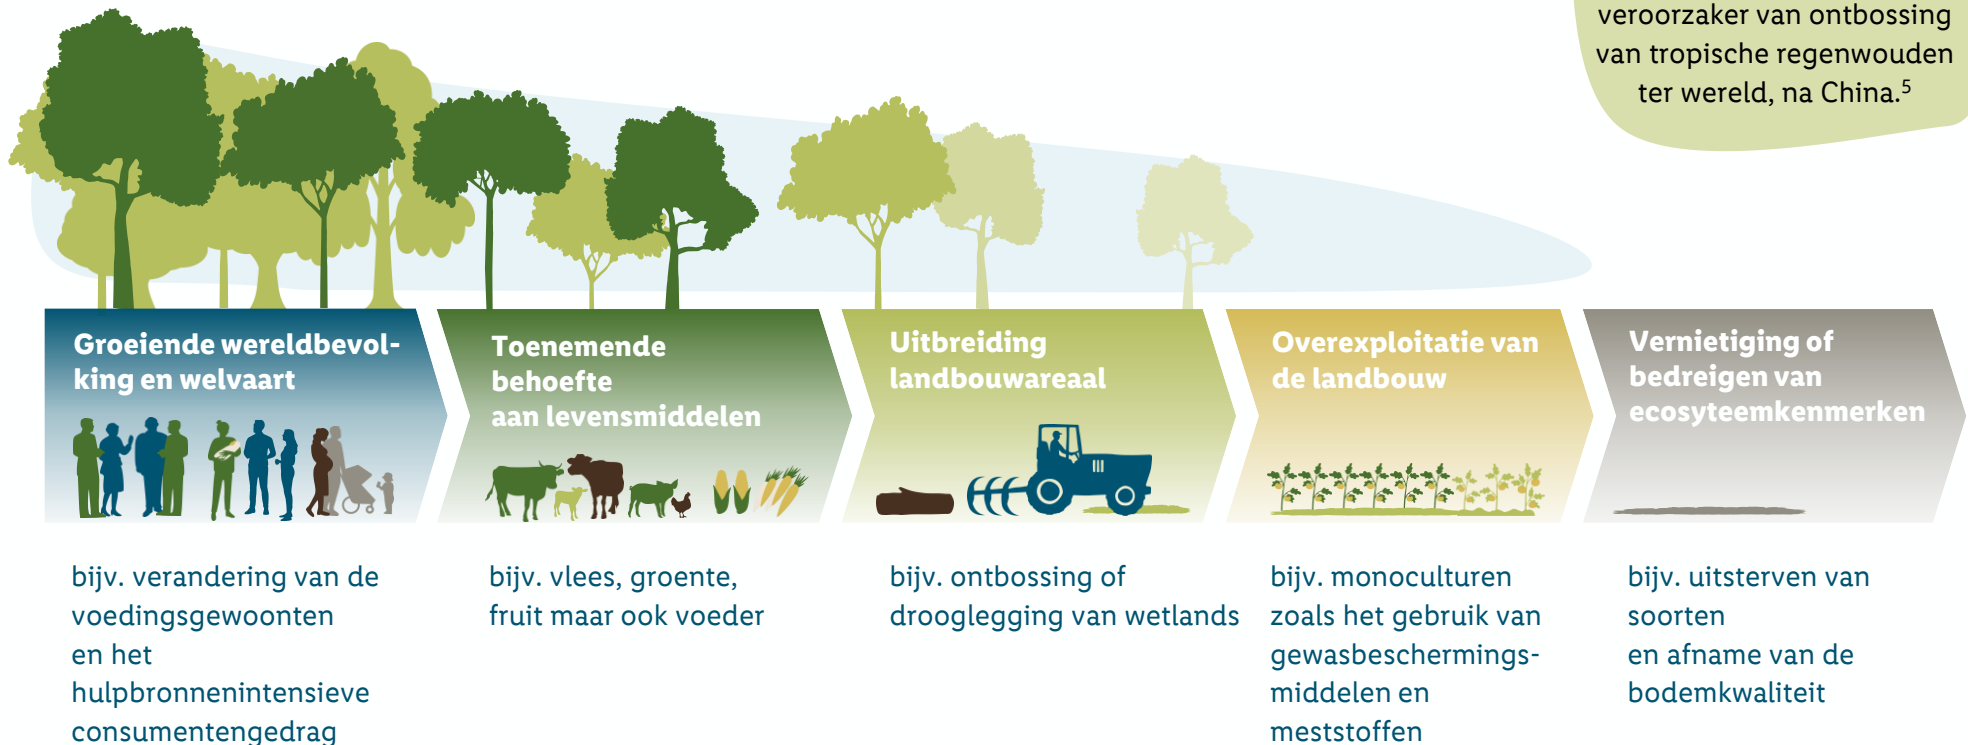 veroorzaker van ontbossing
van tropische regenwouden
ter wereld, na China.⁵
Groeiende wereldbevol-
king en welvaart
Toenemende
behoefte
aan levensmiddelen
Uitbreiding
landbouwareaal
Overexploitatie van
de landbouw
Vernietiging of
bedreigen van
ecosyteemkenmerken
bijv. verandering van de
voedingsgewoonten
en het
hulpbronnenintensieve
consumentengedrag
bijv. vlees, groente,
fruit maar ook voeder
bijv. ontbossing of
drooglegging van wetlands
bijv. monoculturen
zoals het gebruik van
gewasbeschermings-
middelen en
meststoffen
bijv. uitsterven van
soorten
en afname van de
bodemkwaliteit